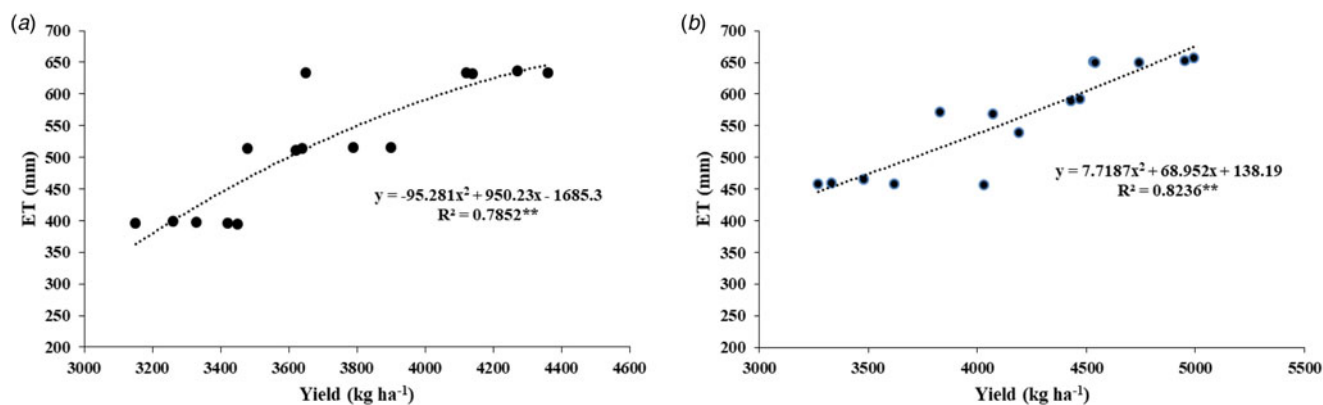 (a)
700
650
600
550
500
450
400
350
300
250
200
ET (mm)
y = -95.281x² + 950.23x - 1685.3
R² = 0.7852**
3000 3200 3400 3600 3800 4000 4200 4400 4600
Yield (kg ha⁻¹)
(b)
700
650
600
550
500
450
400
350
300
250
200
ET (mm)
y = 7.7187x² + 68.952x + 138.19
R² = 0.8236**
3000 3500 4000 4500 5000 5500
Yield (kg ha⁻¹)